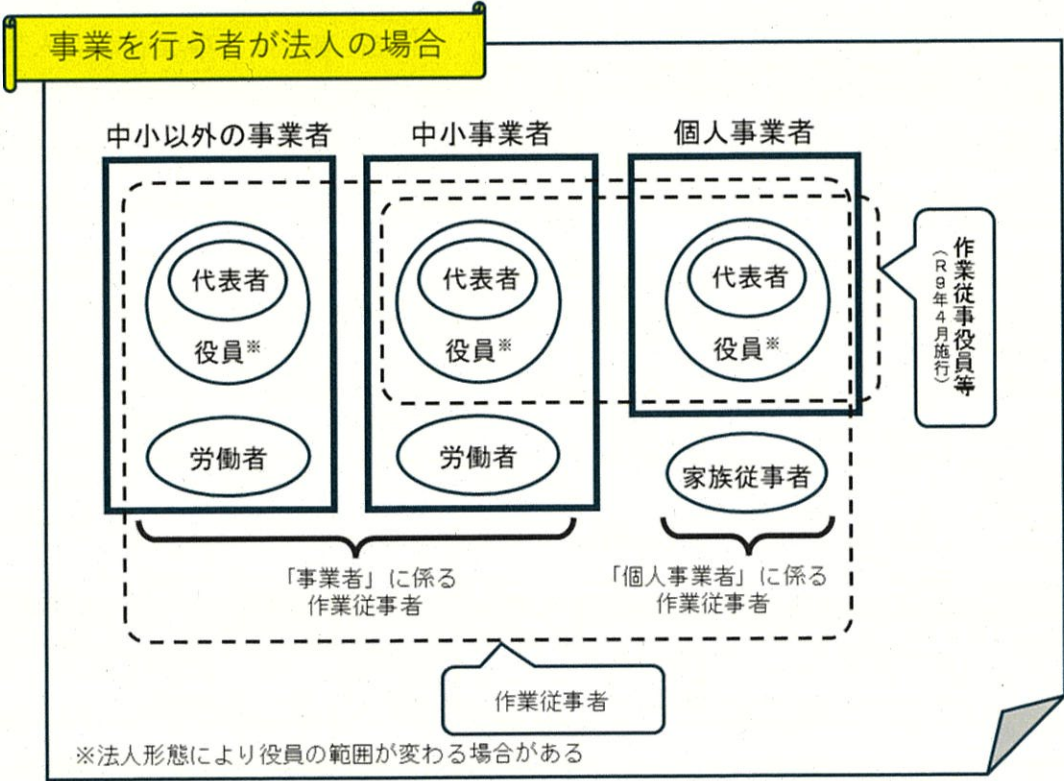 事業を行う者が法人の場合
中小以外の事業者
中小事業者
個人事業者
代表者
役員※
労働者
代表者
役員※
労働者
代表者
役員※
家族従事者
作業従事役員等
(R9年4月施行)
「事業者」に係る
作業従事者
「個人事業者」に係る
作業従事者
作業従事者
※法人形態により役員の範囲が変わる場合がある